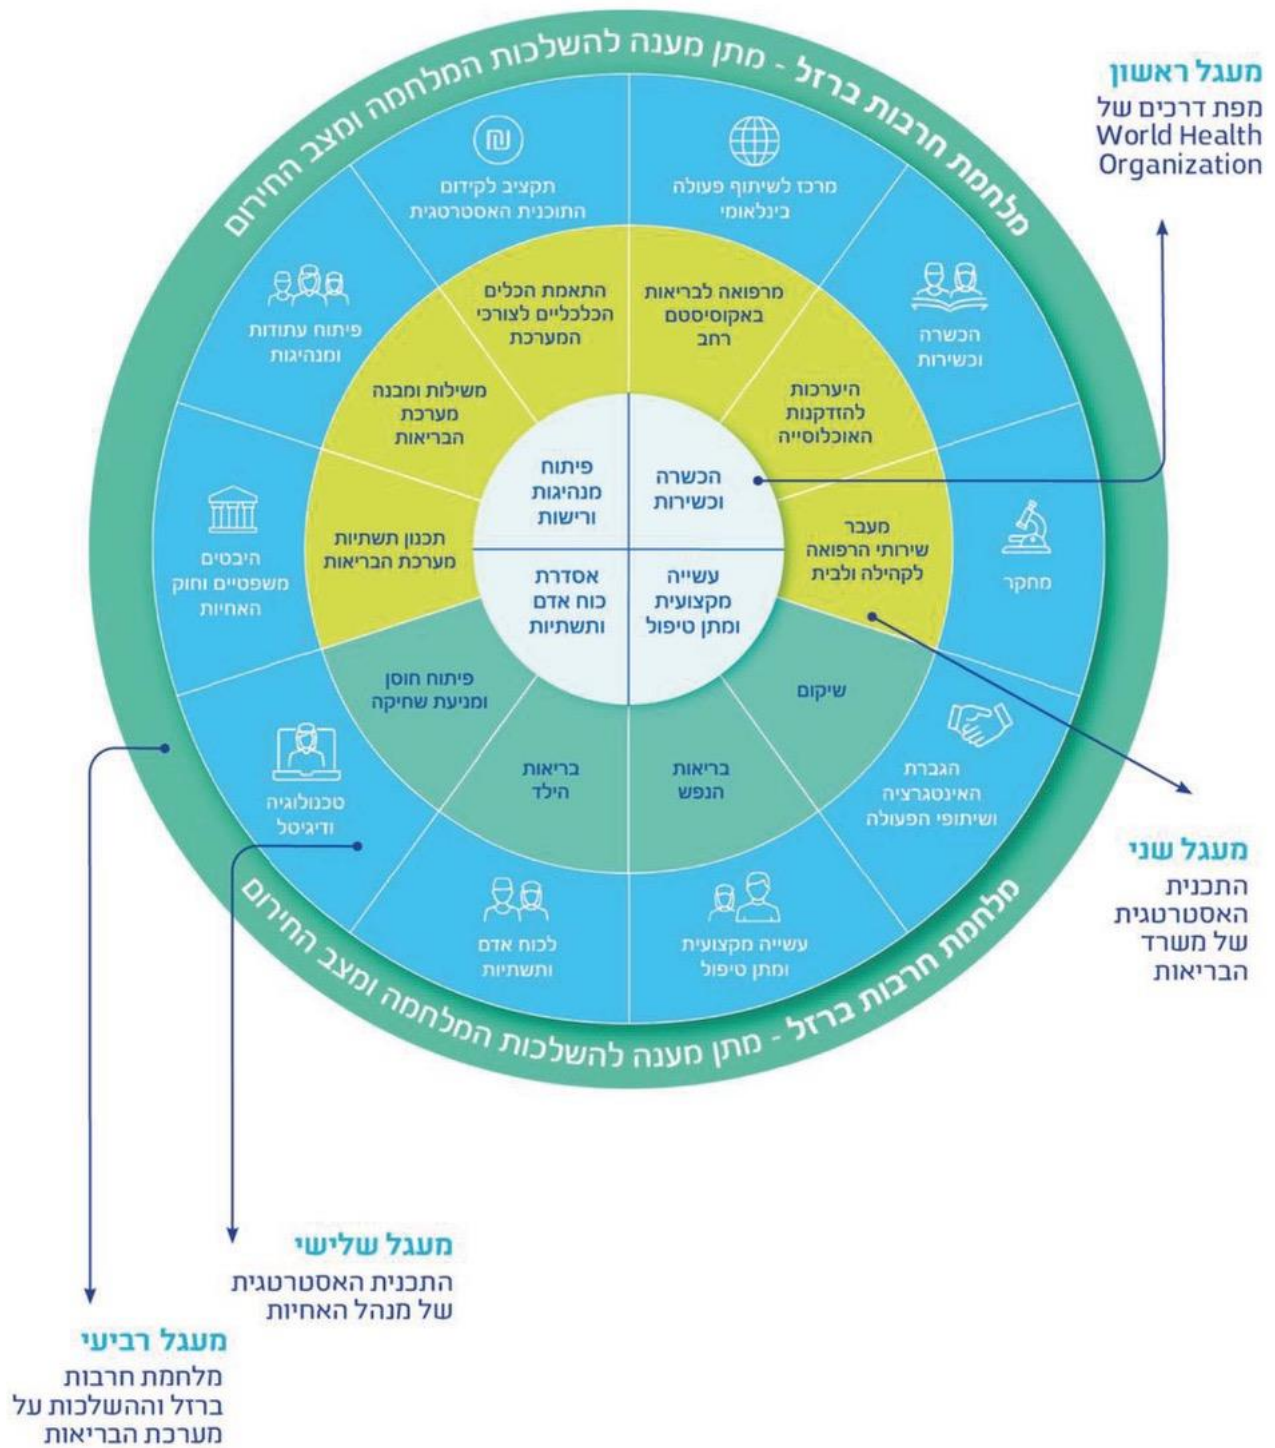 מלחמת חרבות ברזל - מתן מענה להשלכות המלחמה ומצב החירום
מעגל ראשון
מפת דרכים של
World Health
Organization
מרכז לשיתוף פעולה
בינלאומי
הכשרה
וכשירות
מחקר
הגברת
האינטגרציה
ושיתופי הפעולה
עשייה מקצועית
ומתן טיפול
לכוח אדם
ותשתיות
טכנולוגיה
ודיגיטל
היבטים
משפטיים וחוק
האחיות
פיתוח עתודות
ומנהיגות
תקציב לקידום
התוכנית האסטרטגית
מרפואה לבריאות
באקוסיסטם
רחב
היערכות
להזדקנות
האוכלוסייה
מעבר
שירותי הרפואה
לקהילה ולבית
שיקום
בריאות
הנפש
בריאות
הילד
פיתוח חוסן
ומניעת שחיקה
תכנון תשתיות
מערכת הבריאות
משילות ומבנה
מערכת
הבריאות
התאמת הכלים
הכלכליים לצורכי
המערכת
הכשרה
וכשירות
עשייה
מקצועית
ומתן טיפול
אסדרת
כוח אדם
ותשתיות
פיתוח
מנהיגות
ורישות
מלחמת חרבות ברזל - מתן מענה להשלכות המלחמה ומצב החירום
מעגל שני
התכנית
האסטרטגית
של משרד
הבריאות
מעגל שלישי
התכנית האסטרטגית
של מנהל האחיות
מעגל רביעי
מלחמת חרבות
ברזל וההשלכות על
מערכת הבריאות